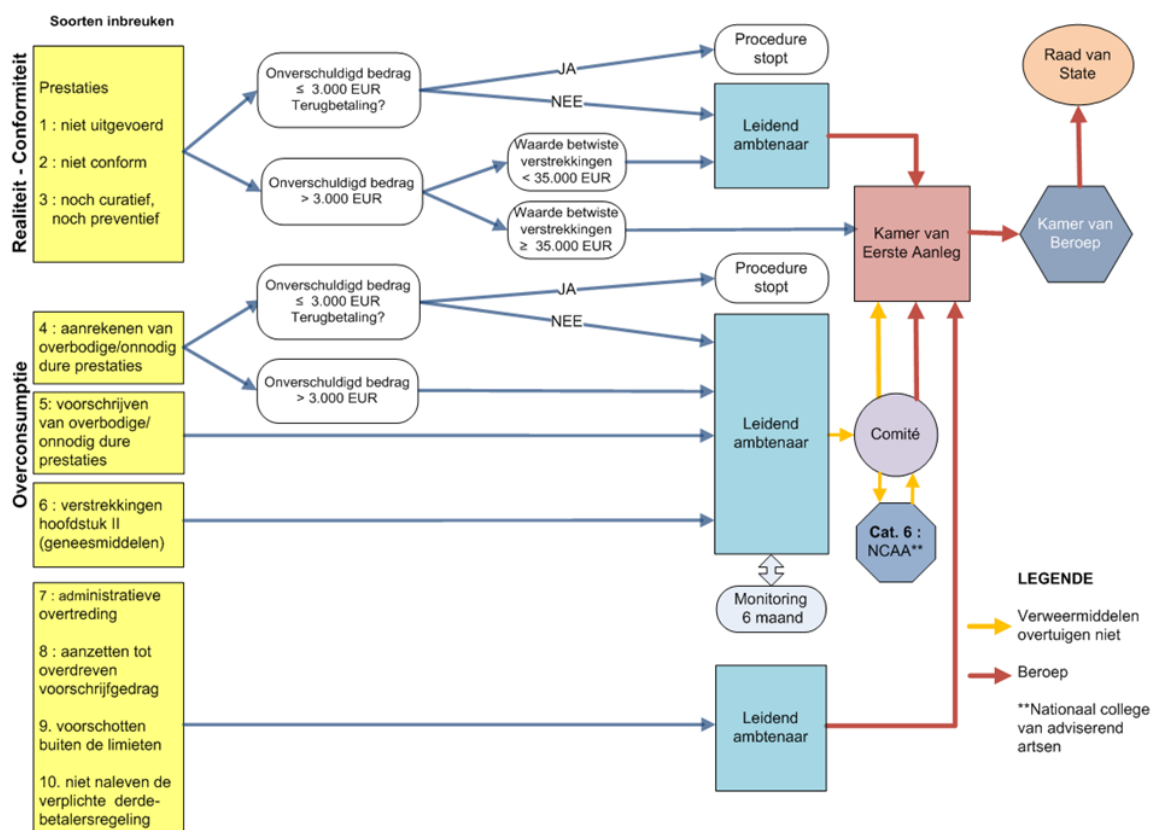 Soorten inbreuken
Realiteit - Conformiteit
Prestaties
1 : niet uitgevoerd
2 : niet conform
3 : noch curatief,
noch preventief
Onverschuldigd bedrag
≤ 3.000 EUR
Terugbetaling?
JA
NEE
Procedure
stopt
Onverschuldigd bedrag
> 3.000 EUR
Waarde betwiste
verstrekkingen
< 35.000 EUR
Waarde betwiste
verstrekkingen
≥ 35.000 EUR
Leidend
ambtenaar
Kamer van
Eerste Aanleg
Kamer van
Beroep
Raad van
State
Overconsumptie
4 : aanrekenen van
overbodige/onnodig
dure prestaties
Onverschuldigd bedrag
≤ 3.000 EUR
Terugbetaling?
JA
NEE
Procedure
stopt
Onverschuldigd bedrag
> 3.000 EUR
5: voorschrijven
van overbodige/
onnodig dure
prestaties
6 : verstrekkingen
hoofdstuk II
(geneesmiddelen)
Leidend
ambtenaar
Comité
Cat. 6 :
NCAA**
Monitoring
6 maand
7 : administratieve
overtreding
8 : aanzetten tot
overdreven
voorschrijfgedrag
9. voorschotten
buiten de limieten
10. niet naleven de
verplichte derde-
betalersregeling
Leidend
ambtenaar
LEGENDE
Verweermiddelen
overtuigen niet
Beroep
**Nationaal college
van adviserend
artsen